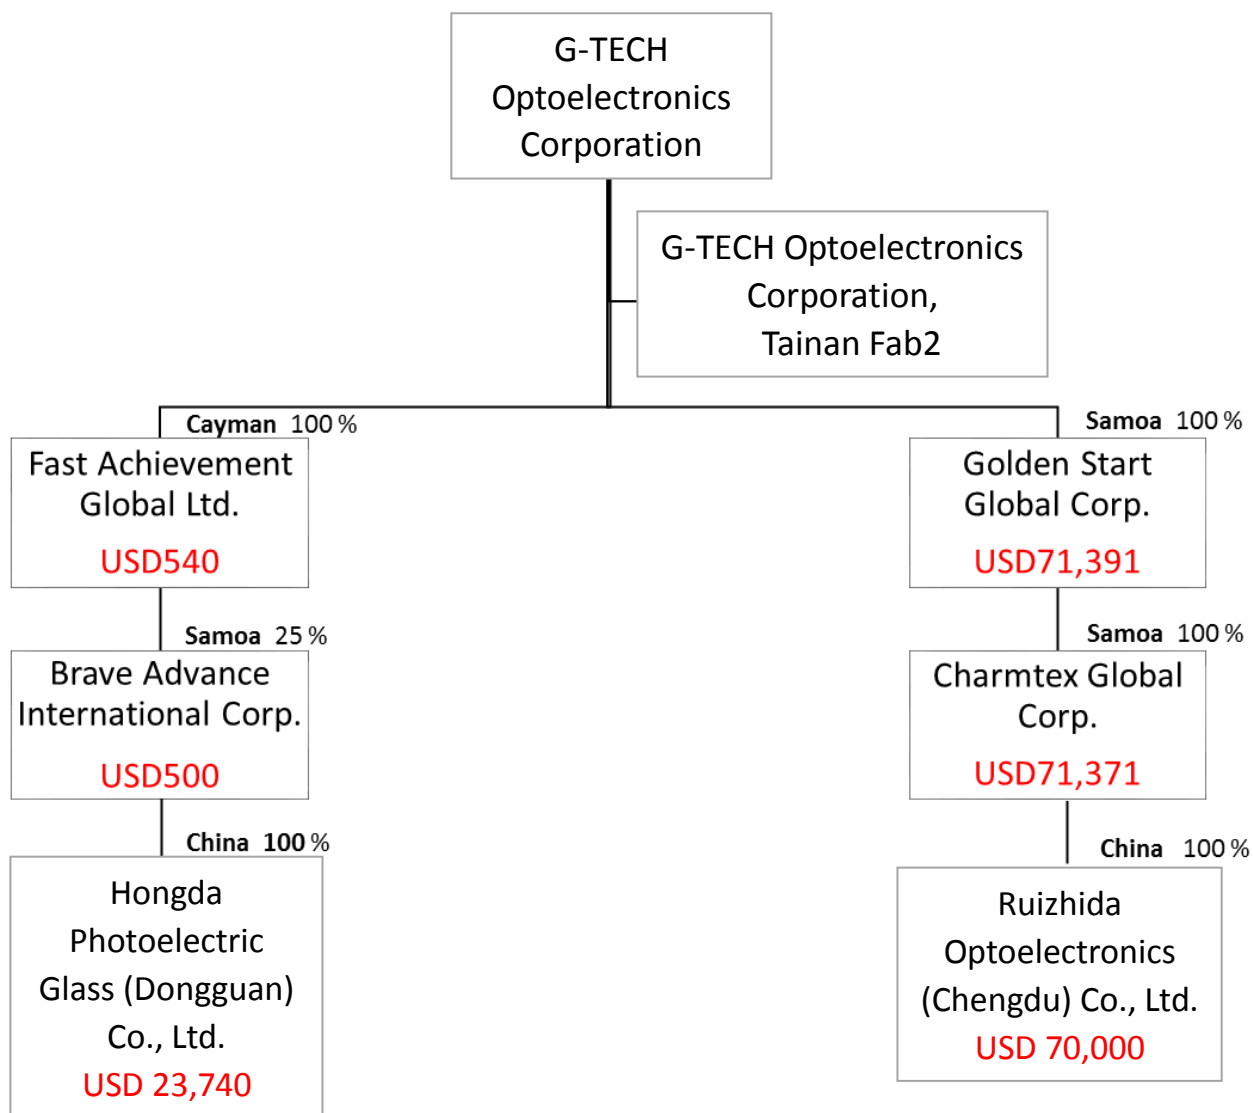 G-TECH
Optoelectronics
Corporation
G-TECH Optoelectronics
Corporation,
Tainan Fab2
Cayman 100 %
Fast Achievement
Global Ltd.
USD540
Samoa 25 %
Brave Advance
International Corp.
USD500
China 100 %
Hongda
Photoelectric
Glass (Dongguan)
Co., Ltd.
USD 23,740
Samoa 100 %
Golden Start
Global Corp.
USD71,391
Samoa 100 %
Charmtex Global
Corp.
USD71,371
China 100 %
Ruizhida
Optoelectronics
(Chengdu) Co., Ltd.
USD 70,000